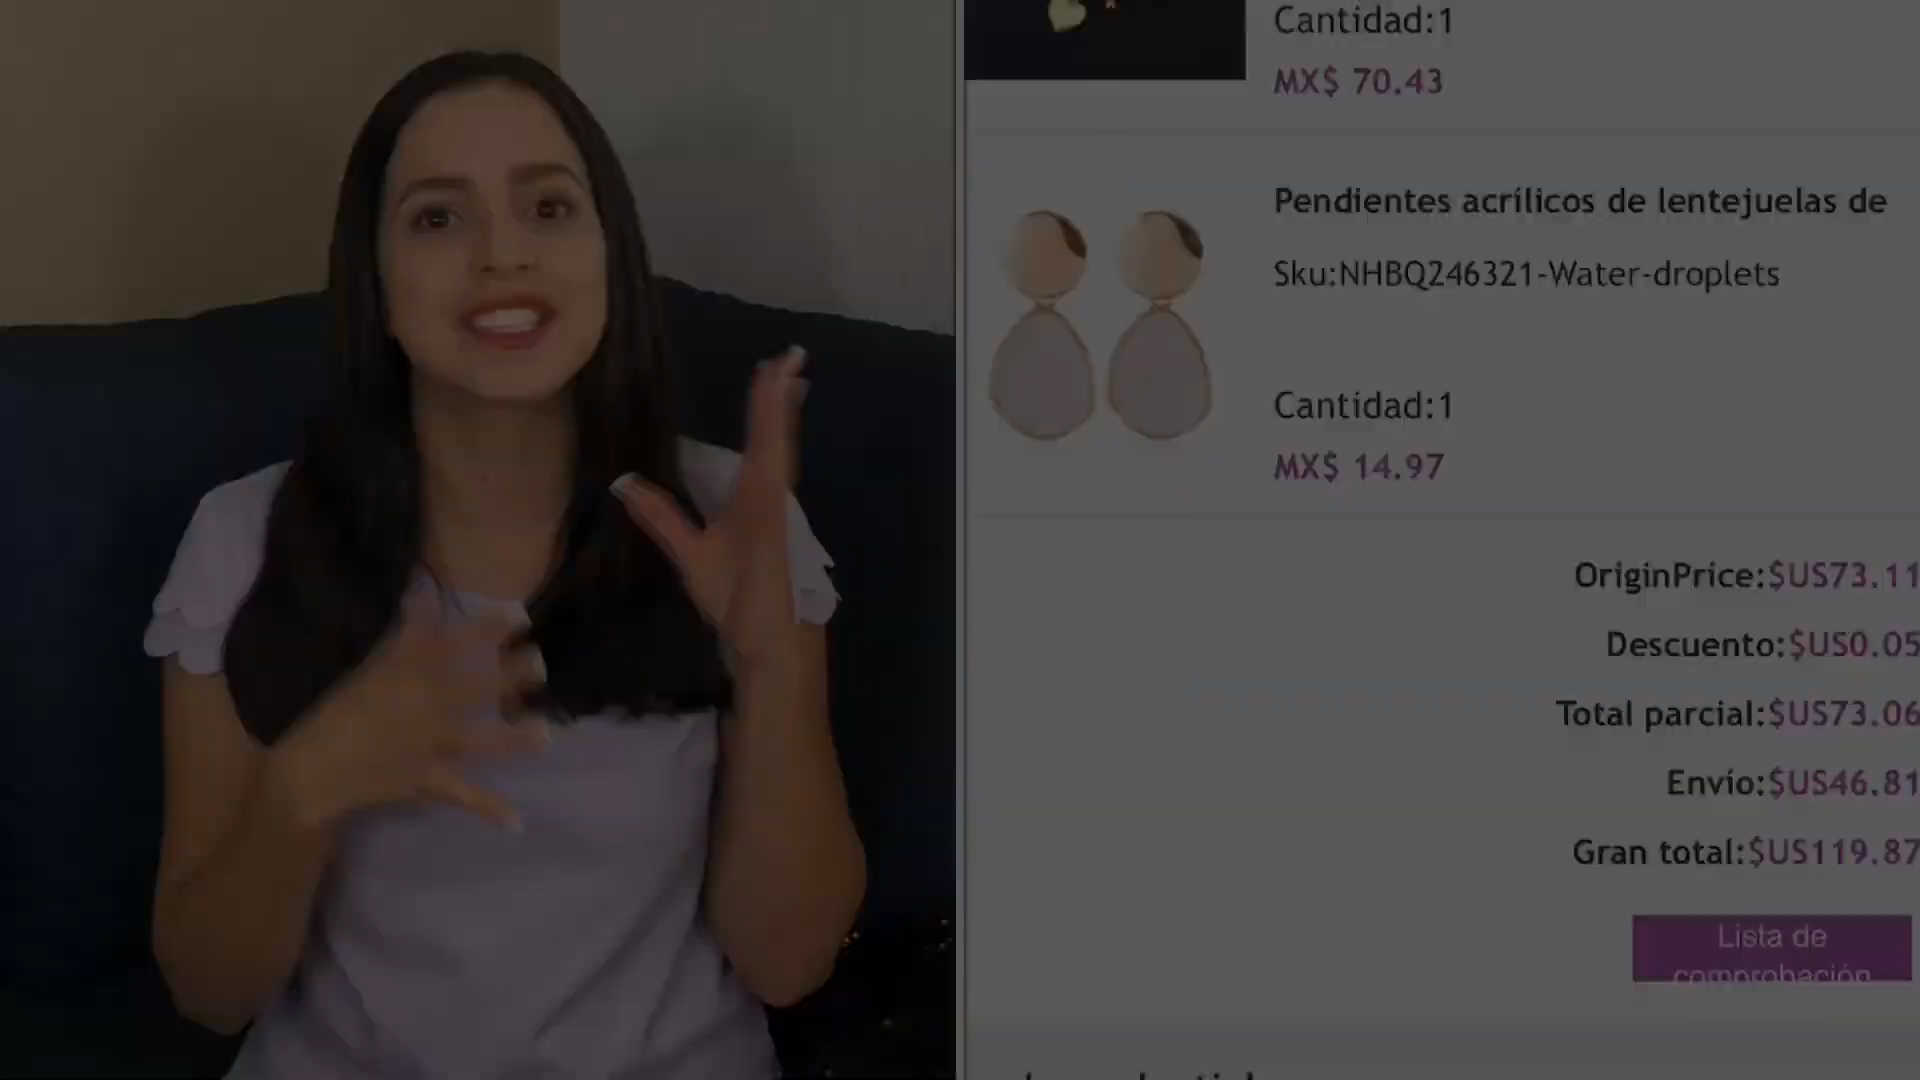 Cantidad:1
MX$ 70.43
Pendientes acrílicos de lentejuelas de
Sku:NHBQ246321-Water-droplets
Cantidad:1
MX$ 14.97
OriginPrice:$US73.11
Descuento:$US0.05
Total parcial:$US73.06
Envío:$US46.81
Gran total:$US119.87
Lista de
comprobación